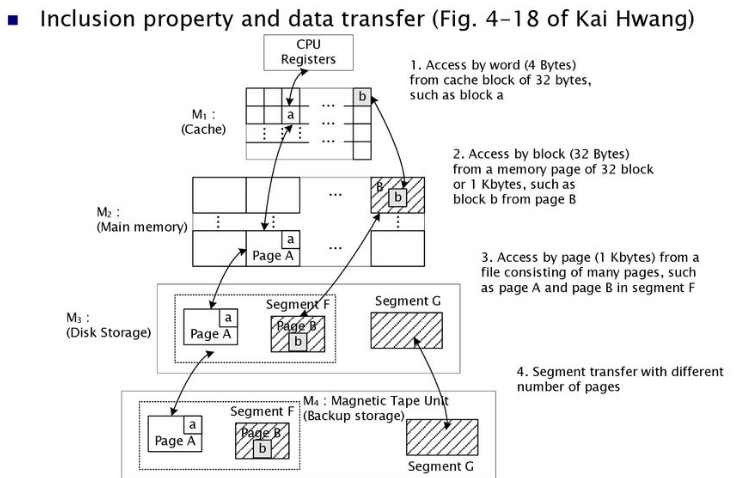 Inclusion property and data transfer (Fig. 4-18 of Kai Hwang)
CPU
Registers
1. Access by word (4 Bytes)
from cache block of 32 bytes,
such as block a
M₁ :
(Cache)
a
...
b
...
...
2. Access by block (32 Bytes)
from a memory page of 32 block
or 1 Kbytes, such as
block b from page B
M₂ :
(Main memory)
...
B
b
a
Page A
...
3. Access by page (1 Kbytes) from a
file consisting of many pages, such
as page A and page B in segment F
M₃ :
(Disk Storage)
Segment F
a
Page A
Page B
b
Segment G
4. Segment transfer with different
number of pages
M₄ : Magnetic Tape Unit
(Backup storage)
Segment F
a
Page A
Page B
b
Segment G